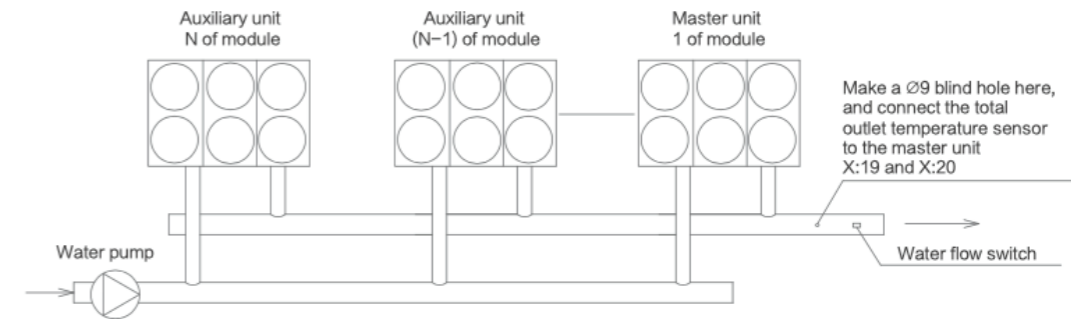 Auxiliary unit
N of module
Auxiliary unit
(N−1) of module
Master unit
1 of module
Make a ∅9 blind hole here,
and connect the total
outlet temperature sensor
to the master unit
X:19 and X:20
Water pump
Water flow switch